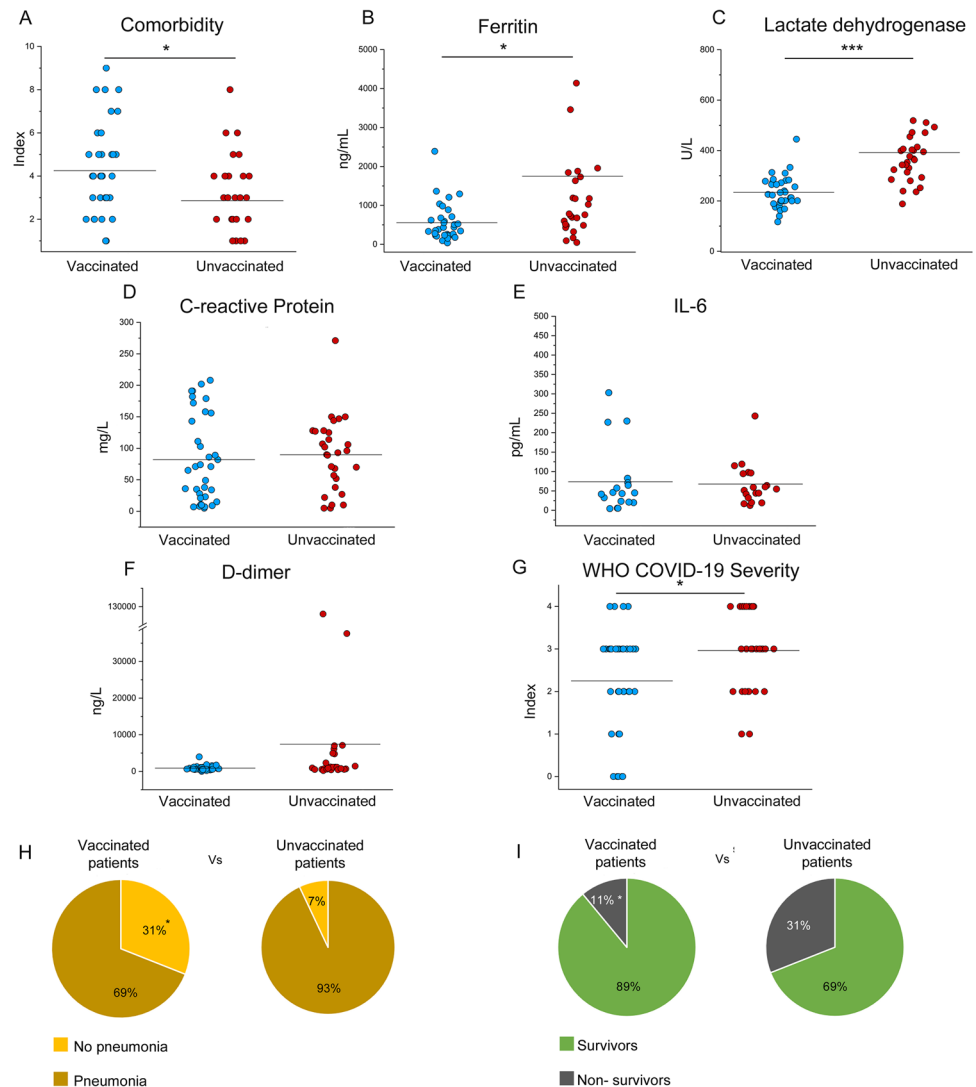 A
Comorbidity
*
10
8
6
4
2
Index
Vaccinated
Unvaccinated
B
Ferritin
*
5000
4000
3000
2000
1000
0
ng/mL
Vaccinated
Unvaccinated
C
Lactate dehydrogenase
***
800
600
400
200
0
U/L
Vaccinated
Unvaccinated
D
C-reactive Protein
300
250
200
150
100
50
0
mg/L
Vaccinated
Unvaccinated
E
IL-6
500
450
400
350
300
250
200
150
100
50
0
pg/mL
Vaccinated
Unvaccinated
F
D-dimer
130000
30000
20000
10000
0
ng/L
Vaccinated
Unvaccinated
G
WHO COVID-19 Severity
*
4
3
2
1
0
Index
Vaccinated
Unvaccinated
H
Vaccinated
patients
Vs
Unvaccinated
patients
31%*
69%
7%
93%
No pneumonia
Pneumonia
I
Vaccinated
patients
Vs
Unvaccinated
patients
11% *
89%
31%
69%
Survivors
Non- survivors